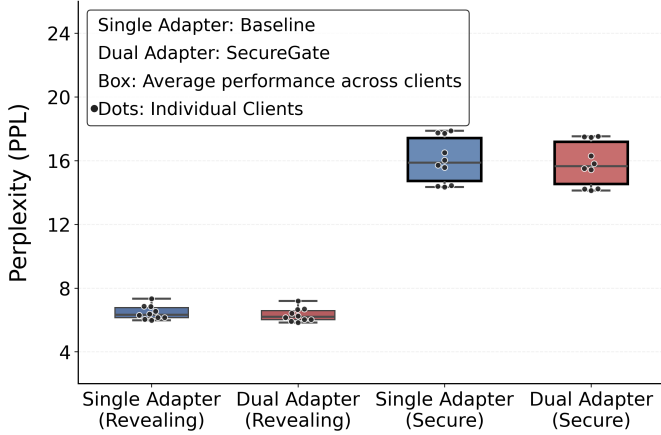 Single Adapter: Baseline
Dual Adapter: SecureGate
Box: Average performance across clients
Dots: Individual Clients
Perplexity (PPL)
24
20
16
12
8
4
Single Adapter
(Revealing)
Dual Adapter
(Revealing)
Single Adapter
(Secure)
Dual Adapter
(Secure)